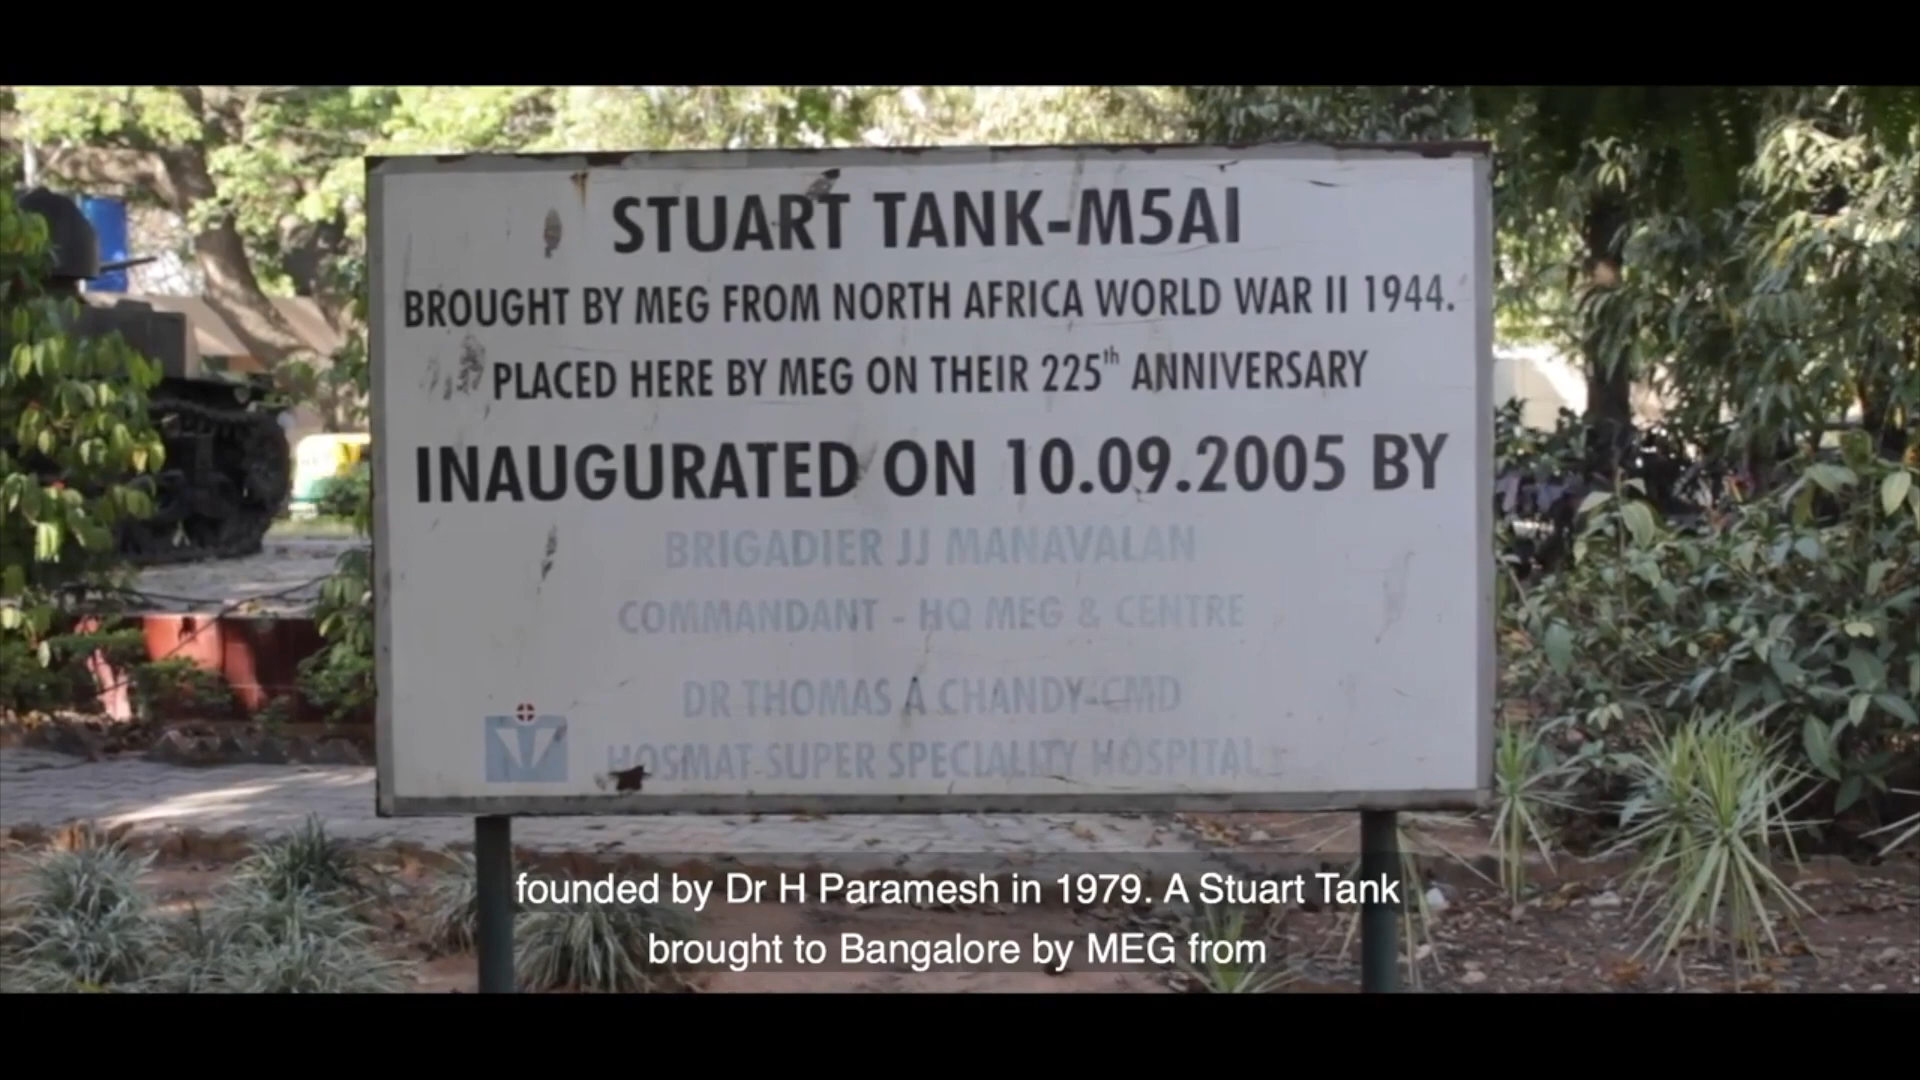 STUART TANK-M5AI
BROUGHT BY MEG FROM NORTH AFRICA WORLD WAR II 1944.
PLACED HERE BY MEG ON THEIR 225th ANNIVERSARY
INAUGURATED ON 10.09.2005 BY
BRIGADIER JJ MANAVALAN
COMMANDANT - HQ MEG & CENTRE
DR THOMAS A CHANDY-CMD
HOSMAT SUPER SPECIALITY HOSPITAL
founded by Dr H Paramesh in 1979. A Stuart Tank
brought to Bangalore by MEG from